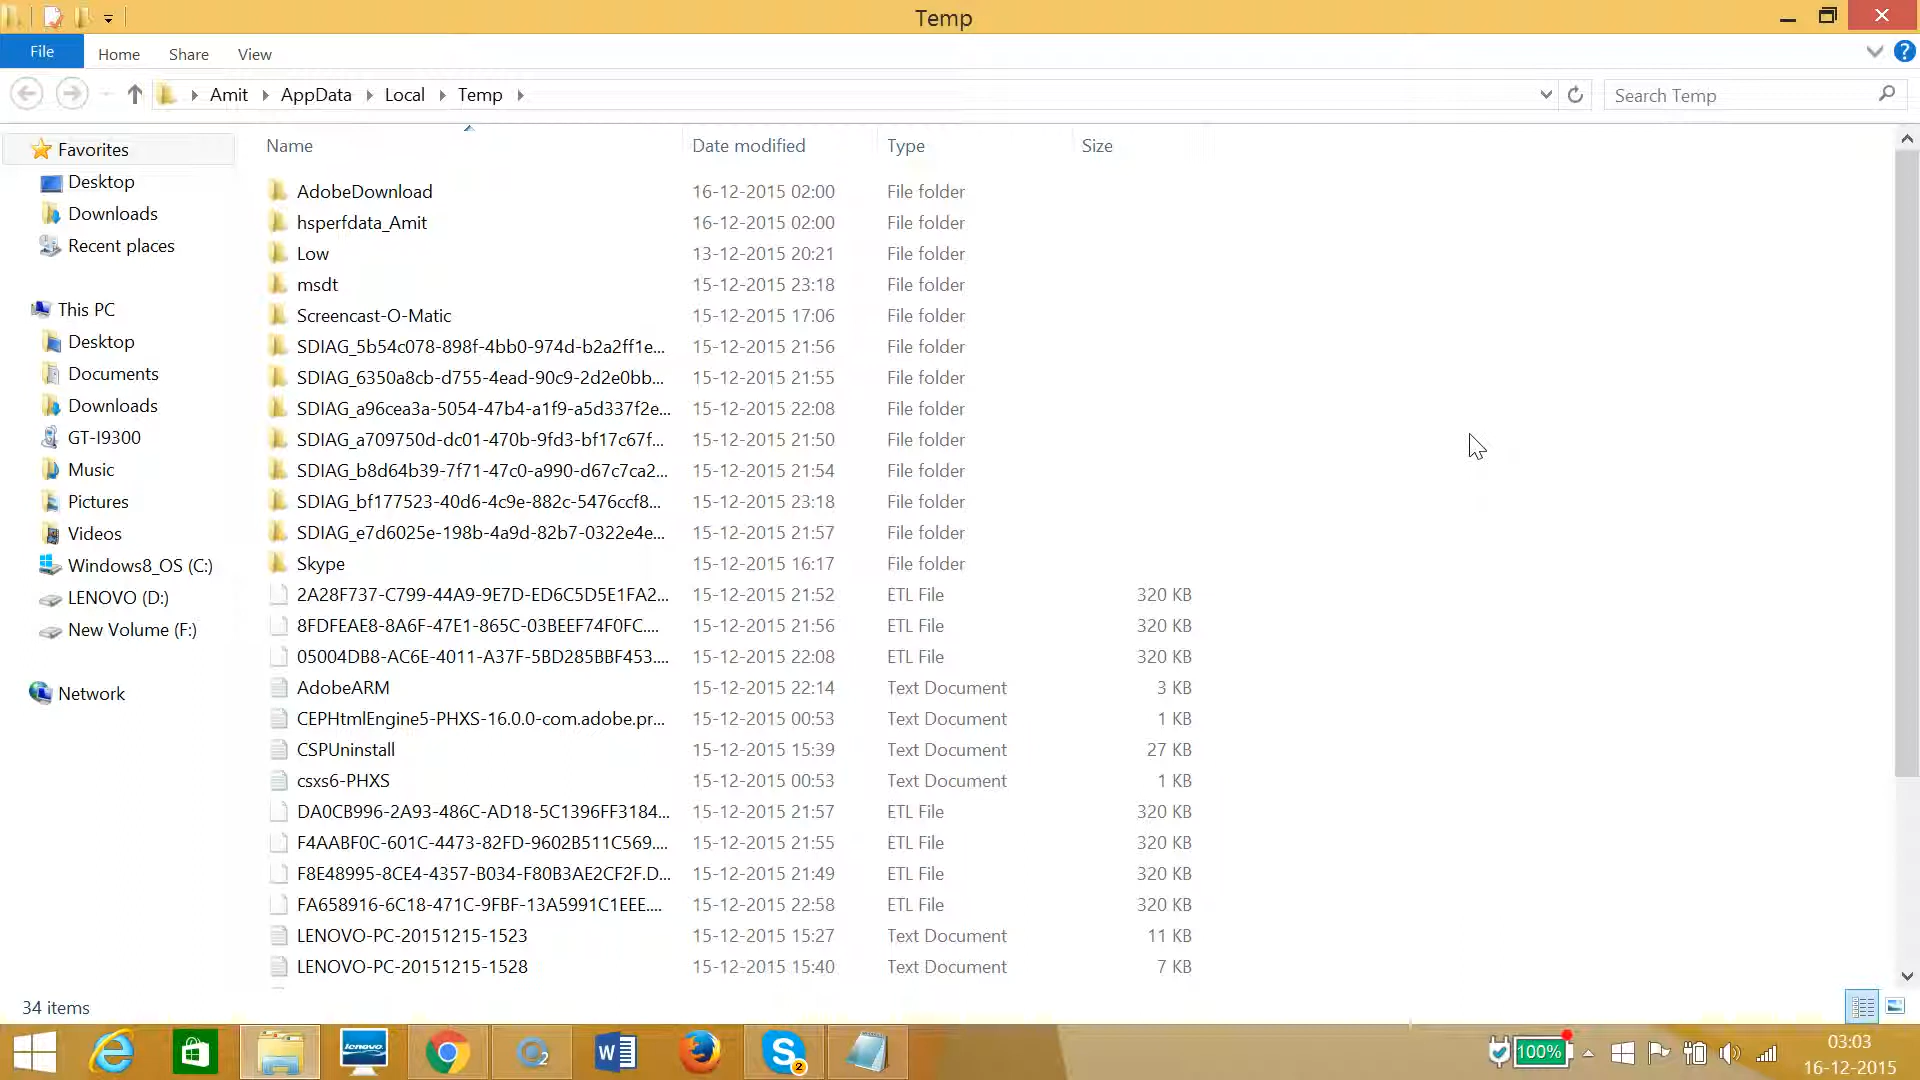 Temp
File Home Share View
Amit AppData Local Temp Search Temp
Name Date modified Type Size
Favorites
Desktop
Downloads
Recent places
This PC
Desktop
Documents
Downloads
GT-I9300
Music
Pictures
Videos
Windows8_OS (C:)
LENOVO (D:)
New Volume (F:)
Network
AdobeDownload 16-12-2015 02:00 File folder
hsperfdata_Amit 16-12-2015 02:00 File folder
Low 13-12-2015 20:21 File folder
msdt 15-12-2015 23:18 File folder
Screencast-O-Matic 15-12-2015 17:06 File folder
SDIAG_5b54c078-898f-4bb0-974d-b2a2ff1e... 15-12-2015 21:56 File folder
SDIAG_6350a8cb-d755-4ead-90c9-2d2e0bb... 15-12-2015 21:55 File folder
SDIAG_a96cea3a-5054-47b4-a1f9-a5d337f2e... 15-12-2015 22:08 File folder
SDIAG_a709750d-dc01-470b-9fd3-bf17c67f... 15-12-2015 21:50 File folder
SDIAG_b8d64b39-7f71-47c0-a990-d67c7ca2... 15-12-2015 21:54 File folder
SDIAG_bf177523-40d6-4c9e-882c-5476ccf8... 15-12-2015 23:18 File folder
SDIAG_e7d6025e-198b-4a9d-82b7-0322e4e... 15-12-2015 21:57 File folder
Skype 15-12-2015 16:17 File folder
2A28F737-C799-44A9-9E7D-ED6C5D5E1FA2... 15-12-2015 21:52 ETL File 320 KB
8FDFEAE8-8A6F-47E1-865C-03BEEF74F0FC.... 15-12-2015 21:56 ETL File 320 KB
05004DB8-AC6E-4011-A37F-5BD285BBF453.... 15-12-2015 22:08 ETL File 320 KB
AdobeARM 15-12-2015 22:14 Text Document 3 KB
CEPHtmlEngine5-PHXS-16.0.0-com.adobe.pr... 15-12-2015 00:53 Text Document 1 KB
CSPUninstall 15-12-2015 15:39 Text Document 27 KB
csxs6-PHXS 15-12-2015 00:53 Text Document 1 KB
DA0CB996-2A93-486C-AD18-5C1396FF3184... 15-12-2015 21:57 ETL File 320 KB
F4AABF0C-601C-4473-82FD-9602B511C569.... 15-12-2015 21:55 ETL File 320 KB
F8E48995-8CE4-4357-B034-F80B3AE2CF2F.D... 15-12-2015 21:49 ETL File 320 KB
FA658916-6C18-471C-9FBF-13A5991C1EEE.... 15-12-2015 22:58 ETL File 320 KB
LENOVO-PC-20151215-1523 15-12-2015 15:27 Text Document 11 KB
LENOVO-PC-20151215-1528 15-12-2015 15:40 Text Document 7 KB
34 items
lenovo
2
W
S
2
100%
03:03
16-12-2015